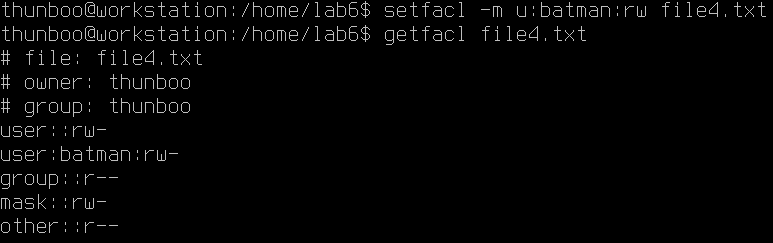 thunboo@workstation:/home/lab6$ setfacl -m u:batman:rw file4.txt
thunboo@workstation:/home/lab6$ getfacl file4.txt
# file: file4.txt
# owner: thunboo
# group: thunboo
user::rw-
user:batman:rw-
group::r--
mask::rw-
other::r--